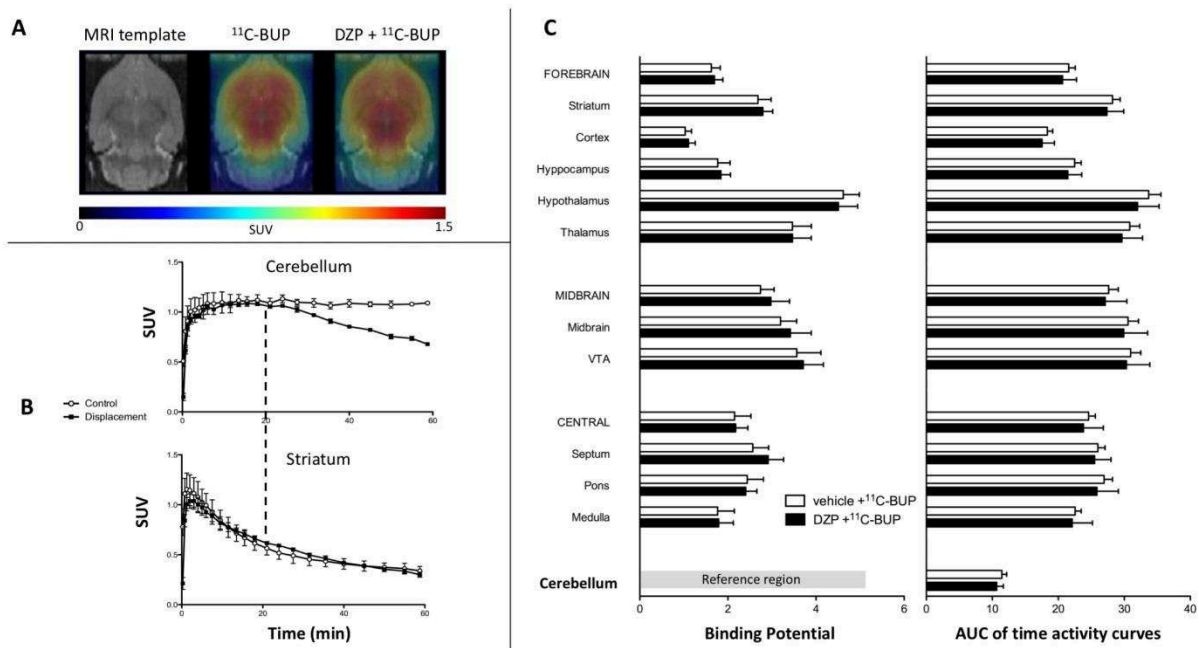 A
MRI template
¹¹C-BUP
DZP + ¹¹C-BUP
0
1.5
SUV
B
Cerebellum
1.5
1.0
0.5
0.0
SUV
0
20
40
60
Control
Displacement
Striatum
1.5
1.0
0.5
0.0
SUV
0
20
40
60
Time (min)
C
FOREBRAIN
Striatum
Cortex
Hyppocampus
Hypothalamus
Thalamus
MIDBRAIN
Midbrain
VTA
CENTRAL
Septum
Pons
Medulla
Cerebellum
vehicle +¹¹C-BUP
DZP +¹¹C-BUP
Reference region
0
2
4
6
Binding Potential
0
10
20
30
40
AUC of time activity curves